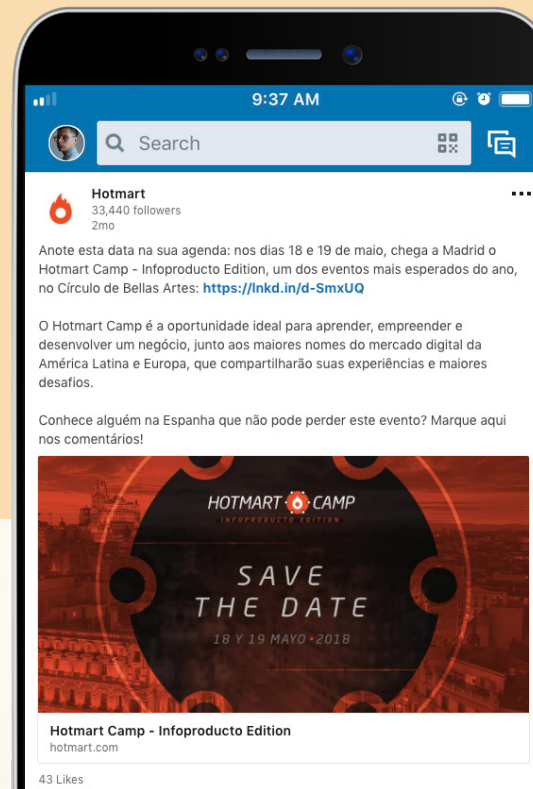 9:37 AM
Search
Hotmart
33,440 followers
2mo
Anote esta data na sua agenda: nos dias 18 e 19 de maio, chega a Madrid o
Hotmart Camp - Infoproducto Edition, um dos eventos mais esperados do ano,
no Círculo de Bellas Artes: https://lnkd.in/d-SmxUQ
O Hotmart Camp é a oportunidade ideal para aprender, empreender e
desenvolver um negócio, junto aos maiores nomes do mercado digital da
América Latina e Europa, que compartilharão suas experiências e maiores
desafios.
Conhece alguém na Espanha que não pode perder este evento? Marque aqui
nos comentários!
HOTMART CAMP
INFOPRODUCTO EDITION
SAVE
THE DATE
18 Y 19 MAYO • 2018
Hotmart Camp - Infoproducto Edition
hotmart.com
43 Likes